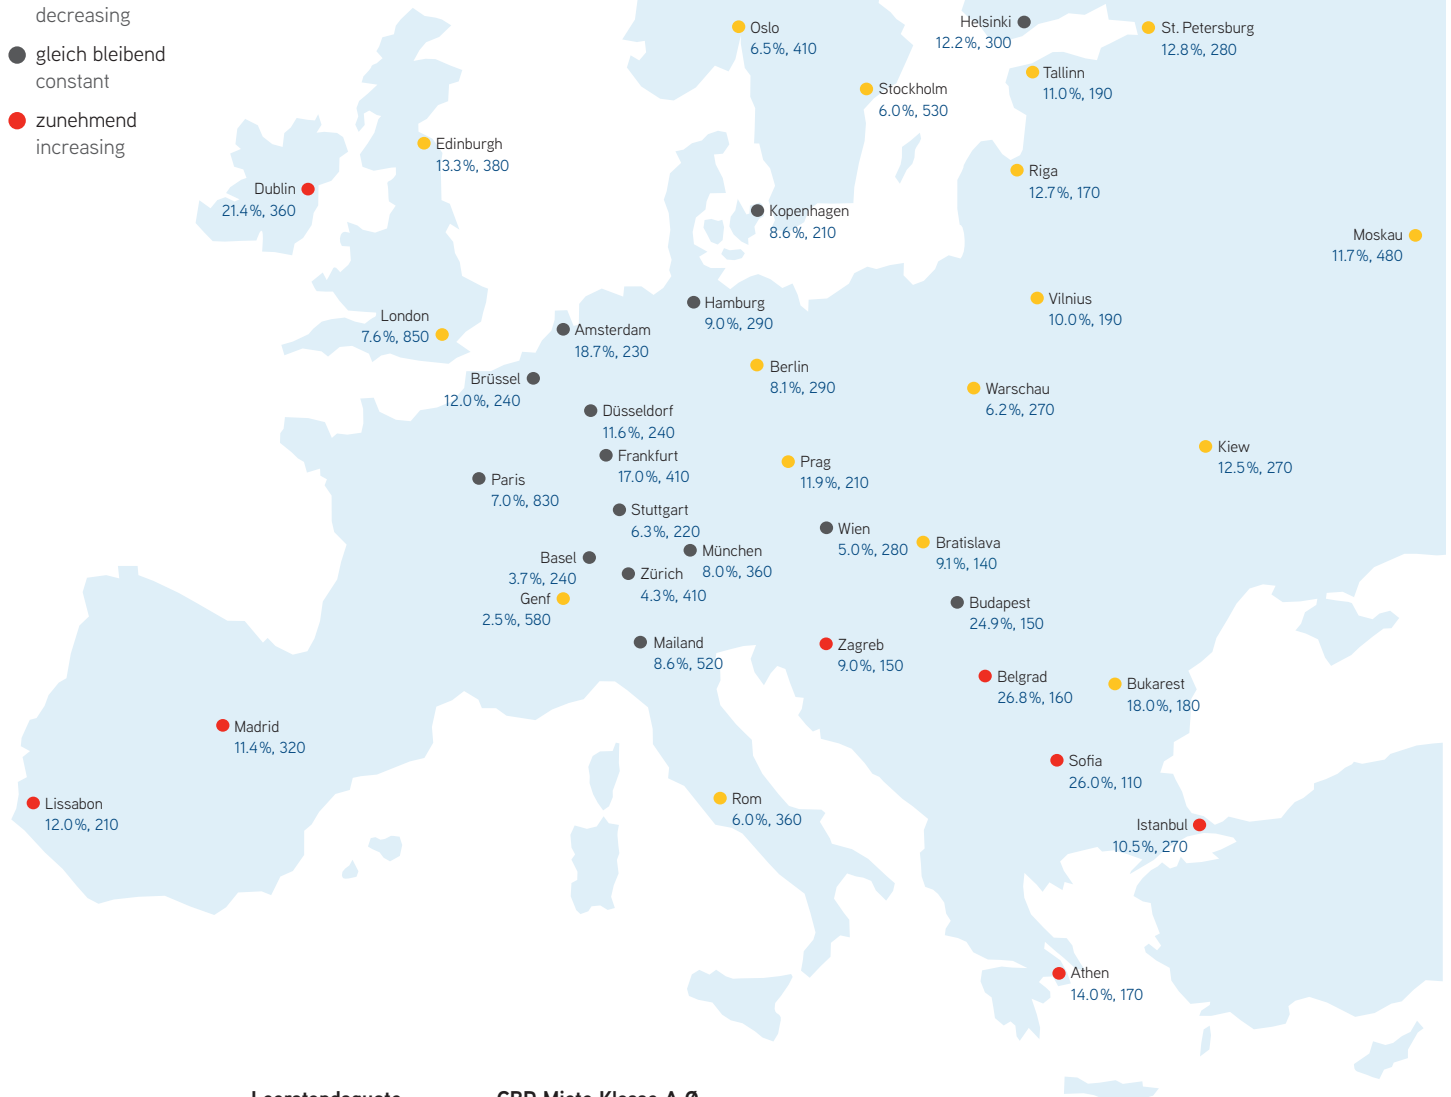 decreasing
gleich bleibend
constant
zunehmend
increasing
Oslo
6.5%, 410
Helsinki
12.2%, 300
St. Petersburg
12.8%, 280
Tallinn
11.0%, 190
Stockholm
6.0%, 530
Edinburgh
13.3%, 380
Riga
12.7%, 170
Dublin
21.4%, 360
Kopenhagen
8.6%, 210
Moskau
11.7%, 480
Hamburg
9.0%, 290
Vilnius
10.0%, 190
London
7.6%, 850
Amsterdam
18.7%, 230
Berlin
8.1%, 290
Brüssel
12.0%, 240
Warschau
6.2%, 270
Düsseldorf
11.6%, 240
Kiew
12.5%, 270
Frankfurt
17.0%, 410
Prag
11.9%, 210
Paris
7.0%, 830
Stuttgart
6.3%, 220
Wien
5.0%, 280
Bratislava
9.1%, 140
München
8.0%, 360
Basel
3.7%, 240
Zürich
4.3%, 410
Genf
2.5%, 580
Budapest
24.9%, 150
Mailand
8.6%, 520
Zagreb
9.0%, 150
Belgrad
26.8%, 160
Bukarest
18.0%, 180
Madrid
11.4%, 320
Sofia
26.0%, 110
Lissabon
12.0%, 210
Rom
6.0%, 360
Istanbul
10.5%, 270
Athen
14.0%, 170
Leerstandsquote
CBD Miete Klasse A Ø